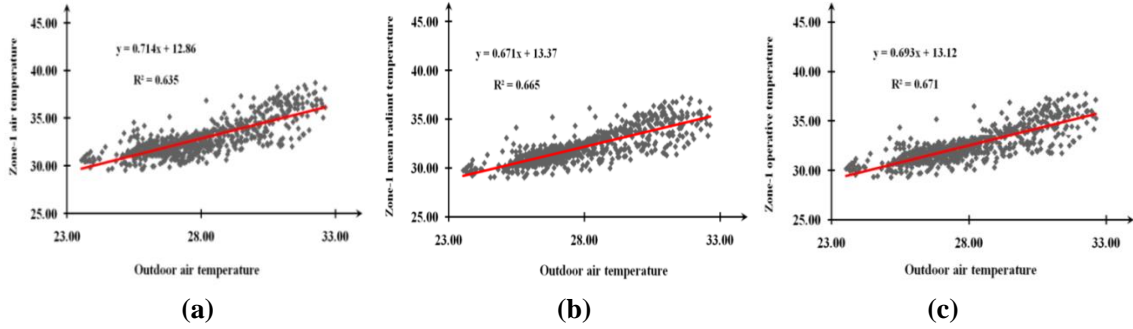 45.00
y = 0.714x + 12.86
40.00
R² = 0.635
35.00
30.00
25.00
23.00 28.00 33.00
Zone-1 air temperature
Outdoor air temperature
(a)
45.00
y = 0.671x + 13.37
40.00
R² = 0.665
35.00
30.00
25.00
23.00 28.00 33.00
Zone-1 mean radiant temperature
Outdoor air temperature
(b)
45.00
y = 0.693x + 13.12
40.00
R² = 0.671
35.00
30.00
25.00
23.00 28.00 33.00
Zone-1 operative temperature
Outdoor air temperature
(c)